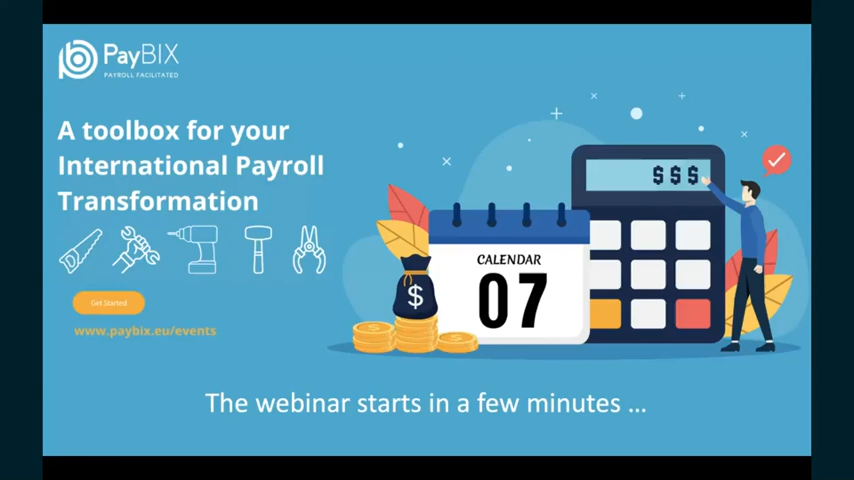 PayBIX
PAYROLL FACILITATED
A toolbox for your
International Payroll
Transformation
Get Started
www.paybix.eu/events
$$$
CALENDAR
07
$
The webinar starts in a few minutes ...